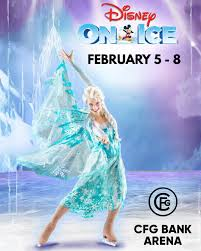 Disney
ON ICE
FEBRUARY 5 - 8
CFG
CFG BANK
ARENA